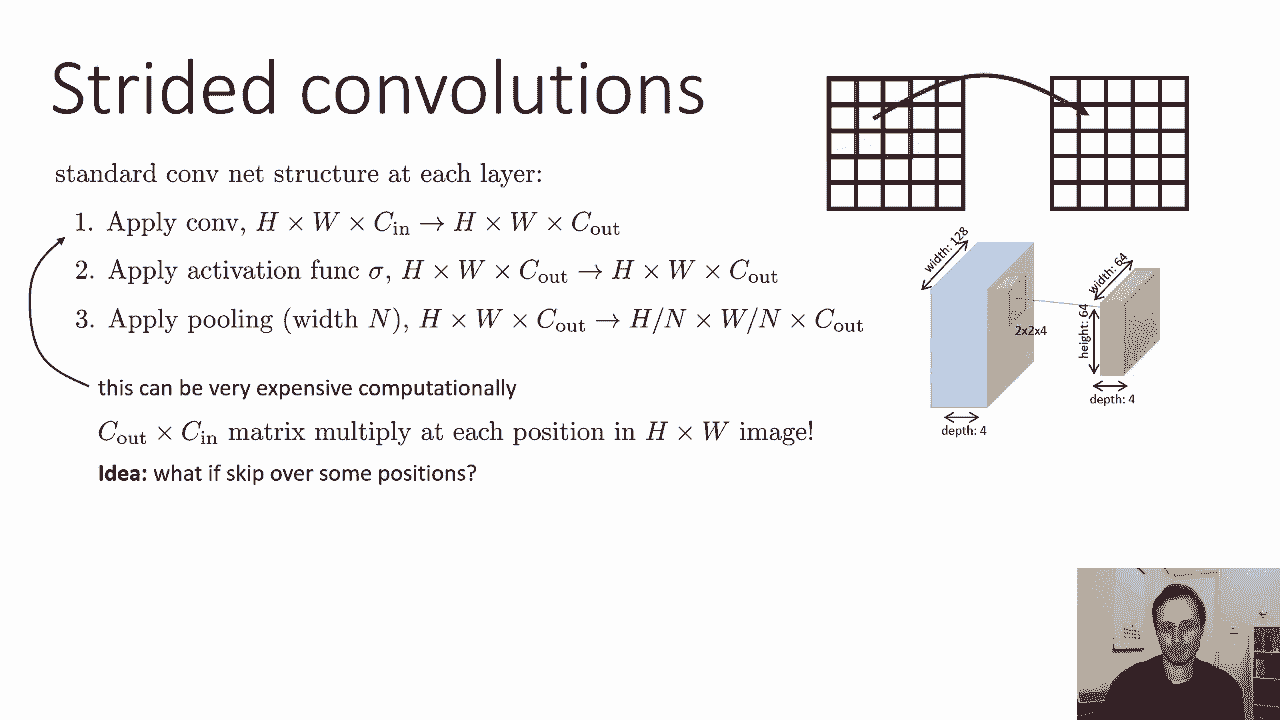 Strided convolutions
standard conv net structure at each layer:
1. Apply conv, $H \times W \times C_{\text{in}} \rightarrow H \times W \times C_{\text{out}}$
2. Apply activation func $\sigma$, $H \times W \times C_{\text{out}} \rightarrow H \times W \times C_{\text{out}}$
3. Apply pooling (width $N$), $H \times W \times C_{\text{out}} \rightarrow H/N \times W/N \times C_{\text{out}}$
this can be very expensive computationally
$C_{\text{out}} \times C_{\text{in}}$ matrix multiply at each position in $H \times W$ image!
Idea: what if skip over some positions?
width: 128
2x2x4
depth: 4
width: 64
height: 64
depth: 4